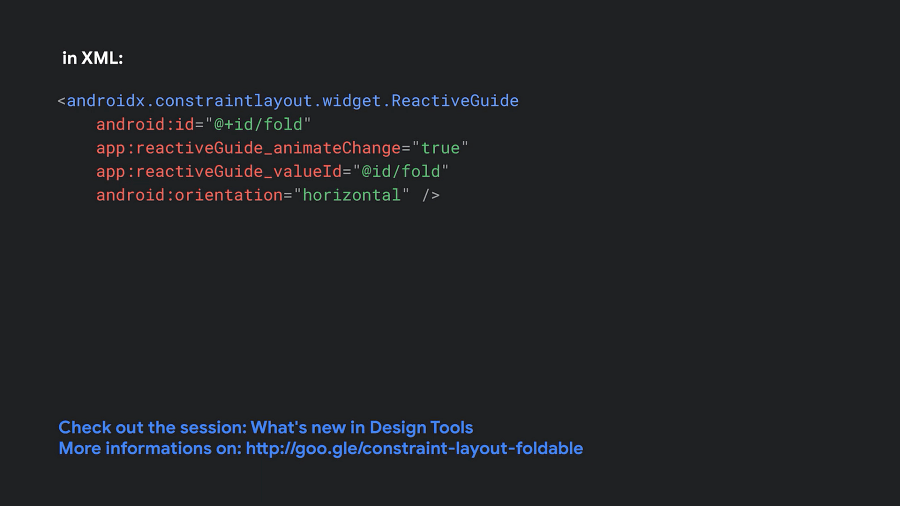 in XML:
<androidx.constraintlayout.widget.ReactiveGuide
android:id="@+id/fold"
app:reactiveGuide_animateChange="true"
app:reactiveGuide_valueId="@id/fold"
android:orientation="horizontal" />
Check out the session: What's new in Design Tools
More informations on: http://goo.gle/constraint-layout-foldable